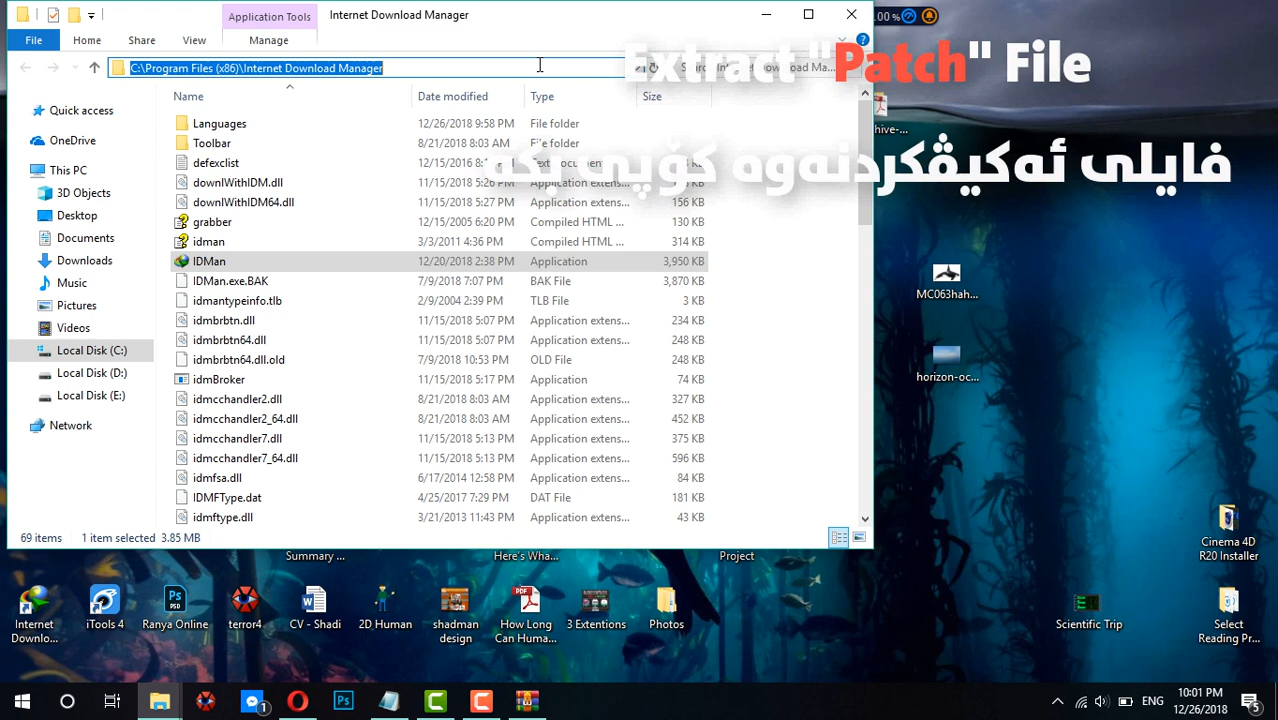 Application Tools
Internet Download Manager
File
Home
Share
View
Manage
C:\Program Files (x86)\Internet Download Manager
Extract "Patch" File
فایلی ئەکیڤکردنەوە کۆپی بکە
Name
Date modified
Type
Size
Quick access
OneDrive
This PC
3D Objects
Desktop
Documents
Downloads
Music
Pictures
Videos
Local Disk (C:)
Local Disk (D:)
Local Disk (E:)
Network
Languages 12/26/2018 9:58 PM File folder
Toolbar 8/21/2018 8:03 AM File folder
defexclist 12/15/2016
downlWithIDM.dll 11/15/2018 5:26
downlWithIDM64.dll 11/15/2018 5:27 PM Application extens... 156 KB
grabber 12/15/2005 6:20 PM Compiled HTML ... 130 KB
idman 3/3/2011 4:36 PM Compiled HTML ... 314 KB
IDMan 12/20/2018 2:38 PM Application 3,950 KB
IDMan.exe.BAK 7/9/2018 7:07 PM BAK File 3,870 KB
idmantypeinfo.tlb 2/9/2004 2:39 PM TLB File 3 KB
idmbrbtn.dll 11/15/2018 5:07 PM Application extens... 234 KB
idmbrbtn64.dll 11/15/2018 5:07 PM Application extens... 248 KB
idmbrbtn64.dll.old 7/9/2018 10:53 PM OLD File 248 KB
idmBroker 11/15/2018 5:17 PM Application 74 KB
idmcchandler2.dll 8/21/2018 8:03 AM Application extens... 327 KB
idmcchandler2_64.dll 8/21/2018 8:03 AM Application extens... 452 KB
idmcchandler7.dll 11/15/2018 5:13 PM Application extens... 375 KB
idmcchandler7_64.dll 11/15/2018 5:13 PM Application extens... 596 KB
idmfsa.dll 6/17/2014 12:58 PM Application extens... 84 KB
IDMFType.dat 4/25/2017 7:29 PM DAT File 181 KB
idmftype.dll 3/21/2013 11:43 PM Application extens... 43 KB
69 items 1 item selected 3.85 MB
MC063hah...
horizon-oc...
Cinema 4D
R20 Installer
Summary ...
Here's Wha...
Project
Internet
Downlo...
iTools 4
Ranya Online
terror4
CV - Shadi
2D Human
shadman
design
How Long
Can Huma...
3 Extentions
Photos
Scientific Trip
Select
Reading Pr...
ENG
10:01 PM
12/26/2018